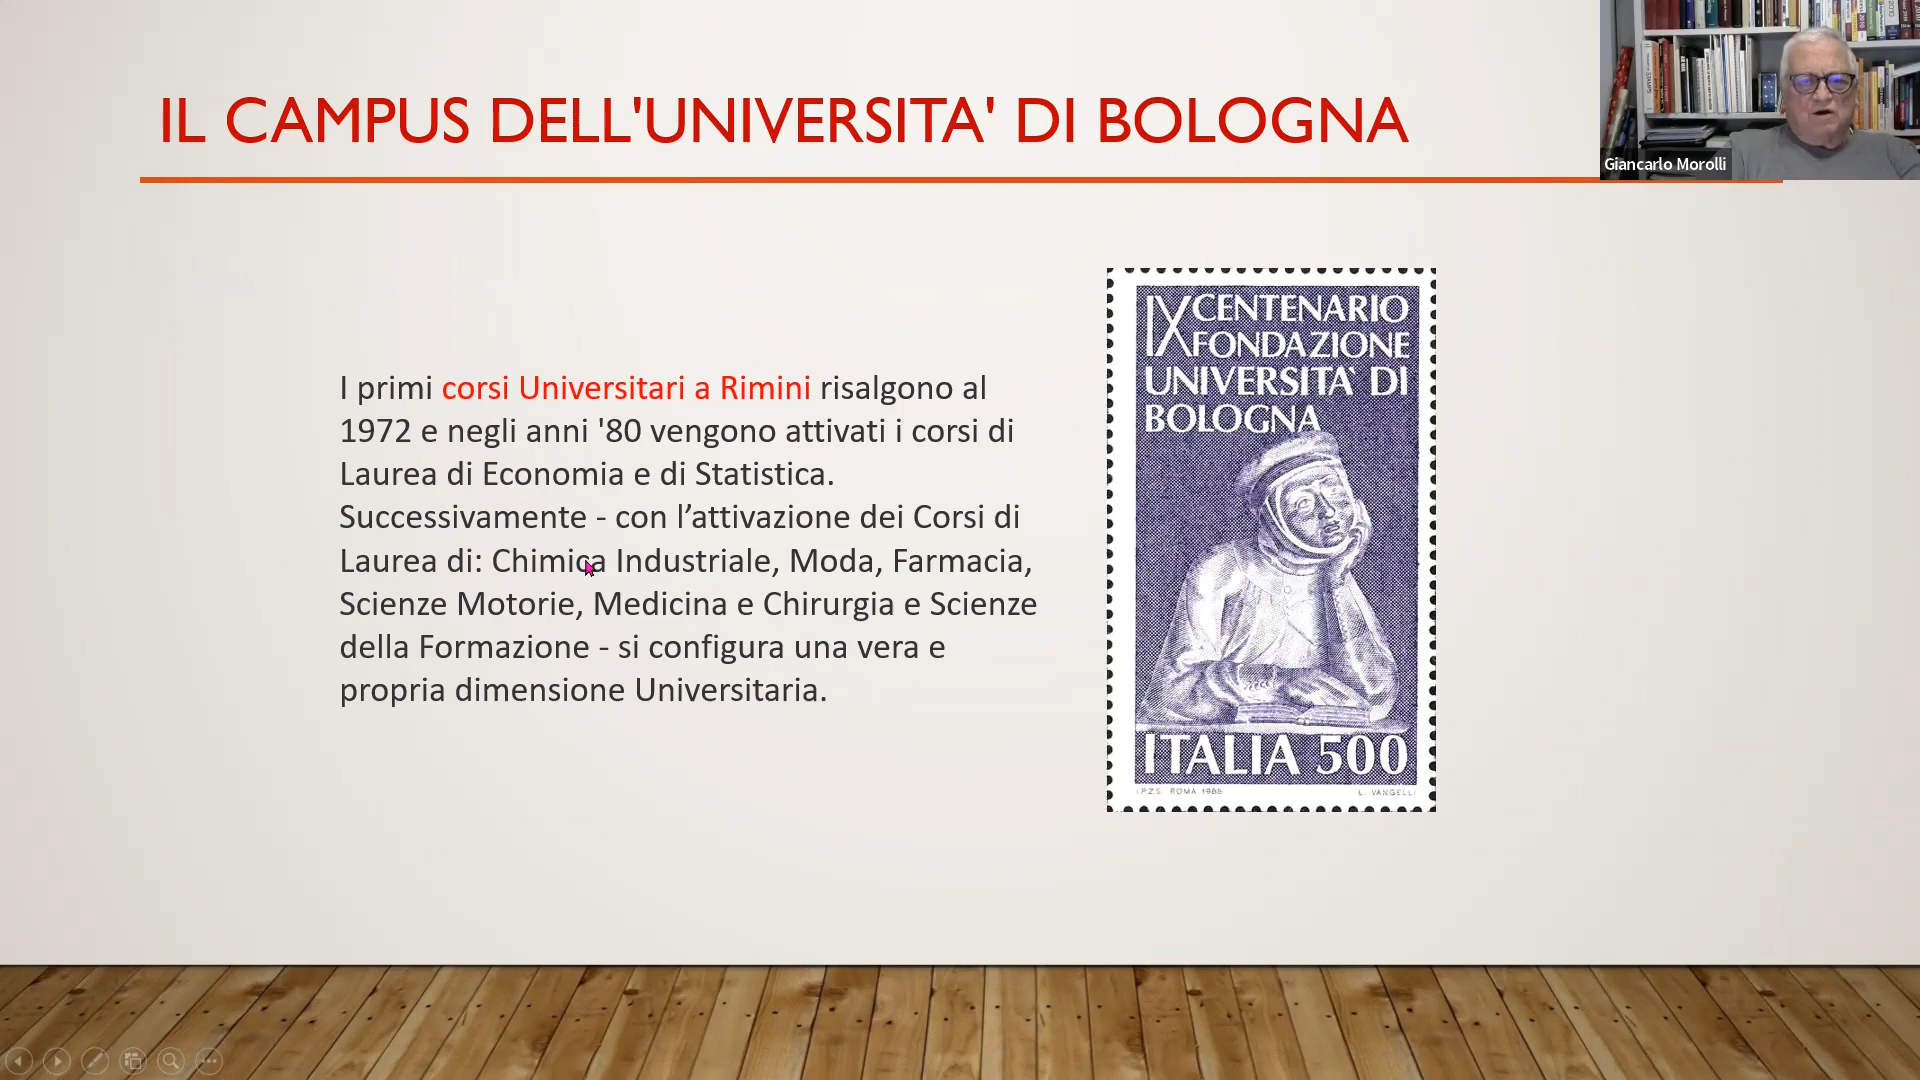 IL CAMPUS DELL'UNIVERSITA' DI BOLOGNA
Giancarlo Morolli
I primi corsi Universitari a Rimini risalgono al
1972 e negli anni '80 vengono attivati i corsi di
Laurea di Economia e di Statistica.
Successivamente - con l’attivazione dei Corsi di
Laurea di: Chimica Industriale, Moda, Farmacia,
Scienze Motorie, Medicina e Chirurgia e Scienze
della Formazione - si configura una vera e
propria dimensione Universitaria.
IX CENTENARIO
FONDAZIONE
UNIVERSITA` DI
BOLOGNA
ITALIA 500
I.P.Z.S. ROMA 1988
L. VANGELLI